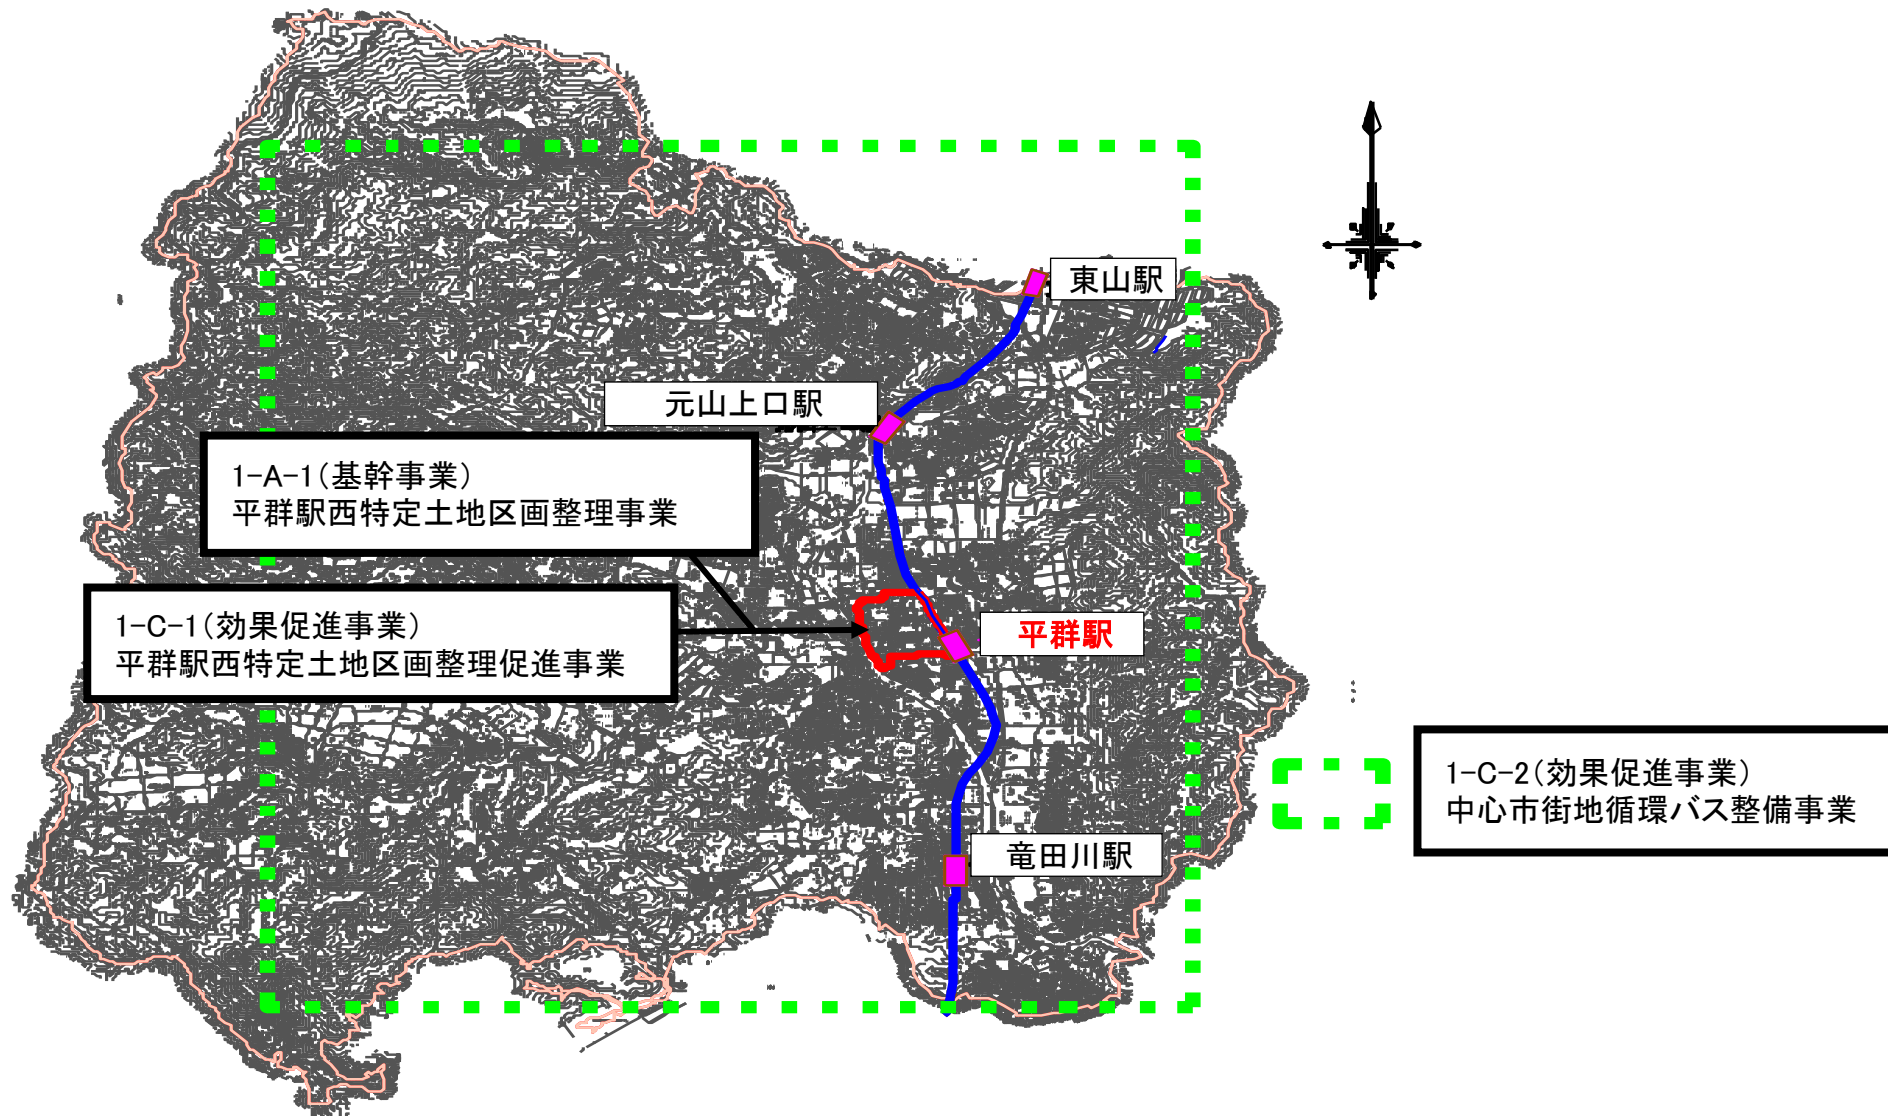 東山駅
元山上口駅
1-A-1(基幹事業)
平群駅西特定土地区画整理事業
1-C-1(効果促進事業)
平群駅西特定土地区画整理促進事業
平群駅
1-C-2(効果促進事業)
中心市街地循環バス整備事業
竜田川駅